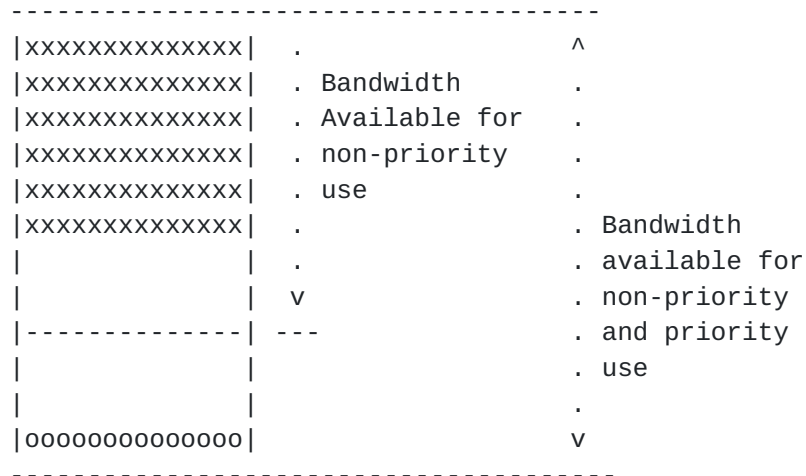 --------------------------------------
|xxxxxxxxxxxxxx|  .                 ^
|xxxxxxxxxxxxxx|  . Bandwidth       .
|xxxxxxxxxxxxxx|  . Available for   .
|xxxxxxxxxxxxxx|  . non-priority    .
|xxxxxxxxxxxxxx|  . use             .
|xxxxxxxxxxxxxx|  .                 . Bandwidth
|              |  .                 . available for
|              |  v                 . non-priority
|--------------| ---                . and priority
|              |                    . use
|              |                    .
|oooooooooooooo|                    v
---------------------------------------